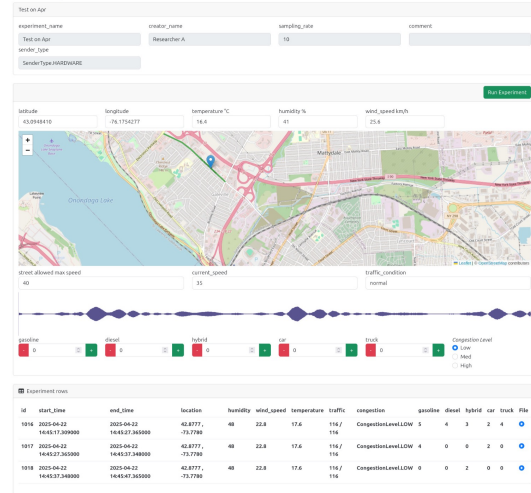 Test on Apr
experiment_name creator_name sampling_rate comment
Test on Apr Researcher A 10
sender_type
SenderType.HARDWARE
Run Experiment
latitude longitude temperature °C humidity % wind_speed km/h
43.0948410 -76.1754277 16.4 41 25.6
+
−
Mattydale
Onondaga Lake
Leaflet | © OpenStreetMap contributors
street allowed max speed current_speed traffic_condition
40 35 normal
gasoline diesel hybrid car truck Congestion Level
- 0 + - 0 + - 0 + - 0 + - 0 + Low
Med
High
Experiment rows
id start_time end_time location humidity wind_speed temperature traffic congestion gasoline diesel hybrid car truck File
1016 2025-04-22 2025-04-22 42.8777 , 48 22.8 17.6 116 / CongestionLevel.LOW 5 4 3 2 4
14:45:17.309000 14:45:27.365000 -73.7780 116
1017 2025-04-22 2025-04-22 42.8777 , 48 22.8 17.6 116 / CongestionLevel.LOW 4 0 0 2 0
14:45:27.365000 14:45:37.348000 -73.7780 116
1018 2025-04-22 2025-04-22 42.8777 , 48 22.8 17.6 116 / CongestionLevel.LOW 0 0 2 0 0
14:45:37.348000 14:45:47.365000 -73.7780 116